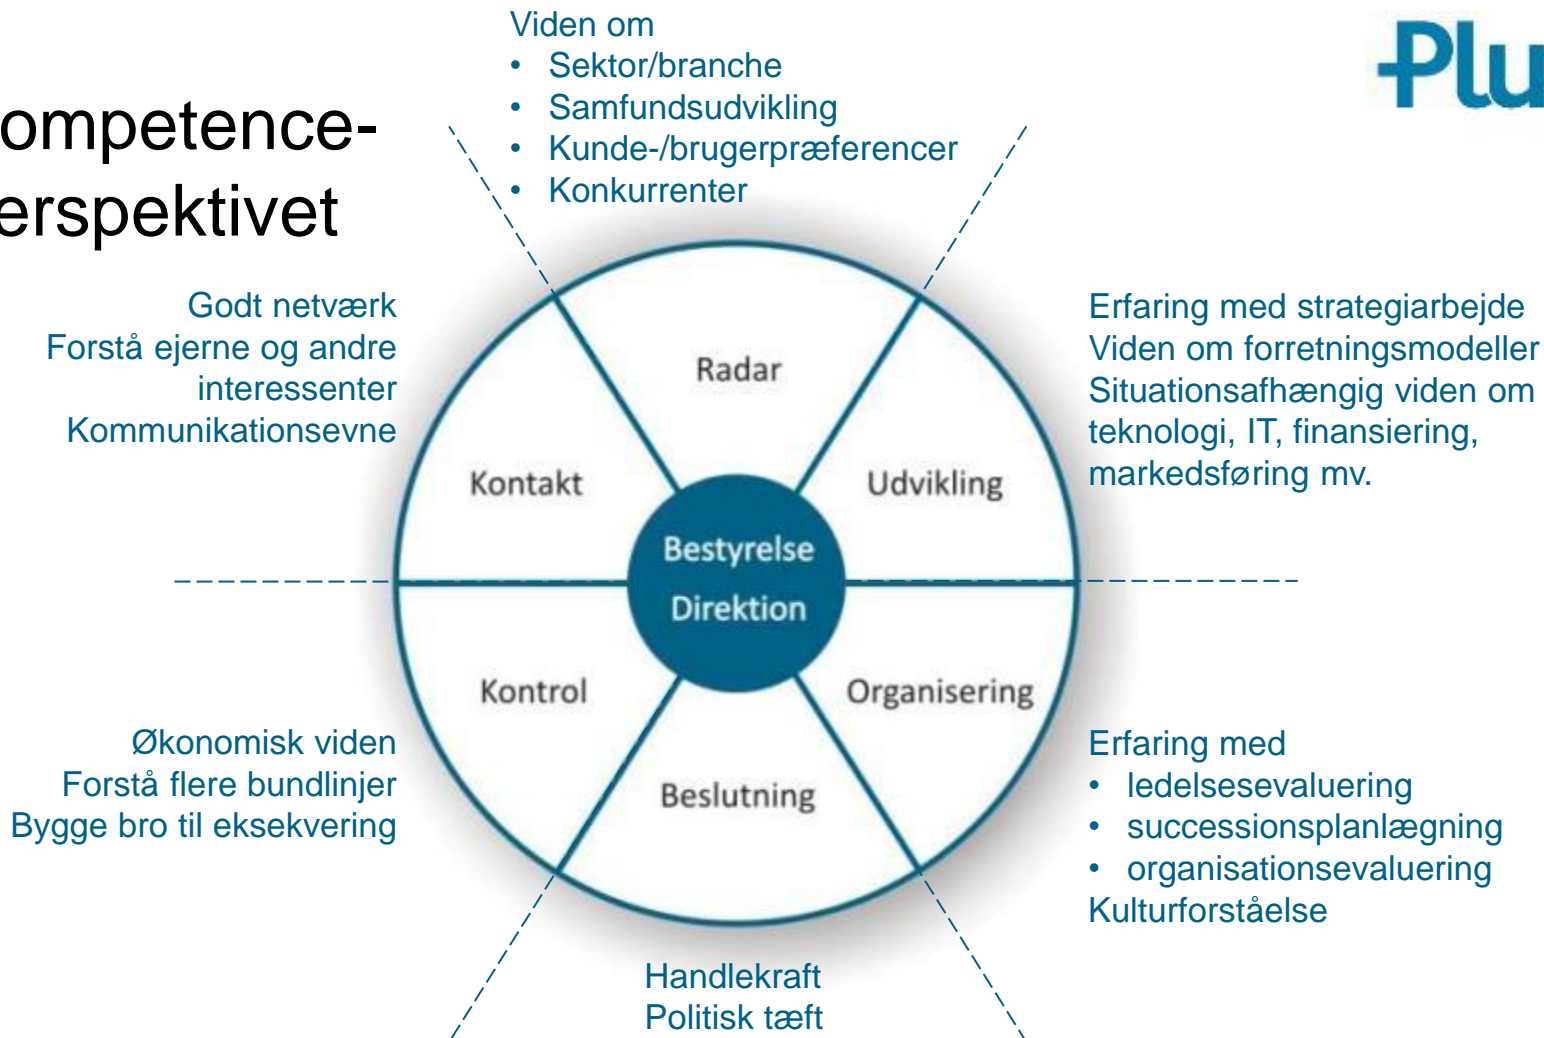 ompetence-
erspektivet
Plu
Viden om
• Sektor/branche
• Samfundsudvikling
• Kunde-/brugerpræferencer
• Konkurrenter
Godt netværk
Forstå ejerne og andre
interessenter
Kommunikationsevne
Erfaring med strategiarbejde
Viden om forretningsmodeller
Situationsafhængig viden om
teknologi, IT, finansiering,
markedsføring mv.
Radar
Kontakt
Udvikling
Bestyrelse
Direktion
Kontrol
Organisering
Beslutning
Økonomisk viden
Forstå flere bundlinjer
Bygge bro til eksekvering
Erfaring med
• ledelsesevaluering
• successionsplanlægning
• organisationsevaluering
Kulturforståelse
Handlekraft
Politisk tæft